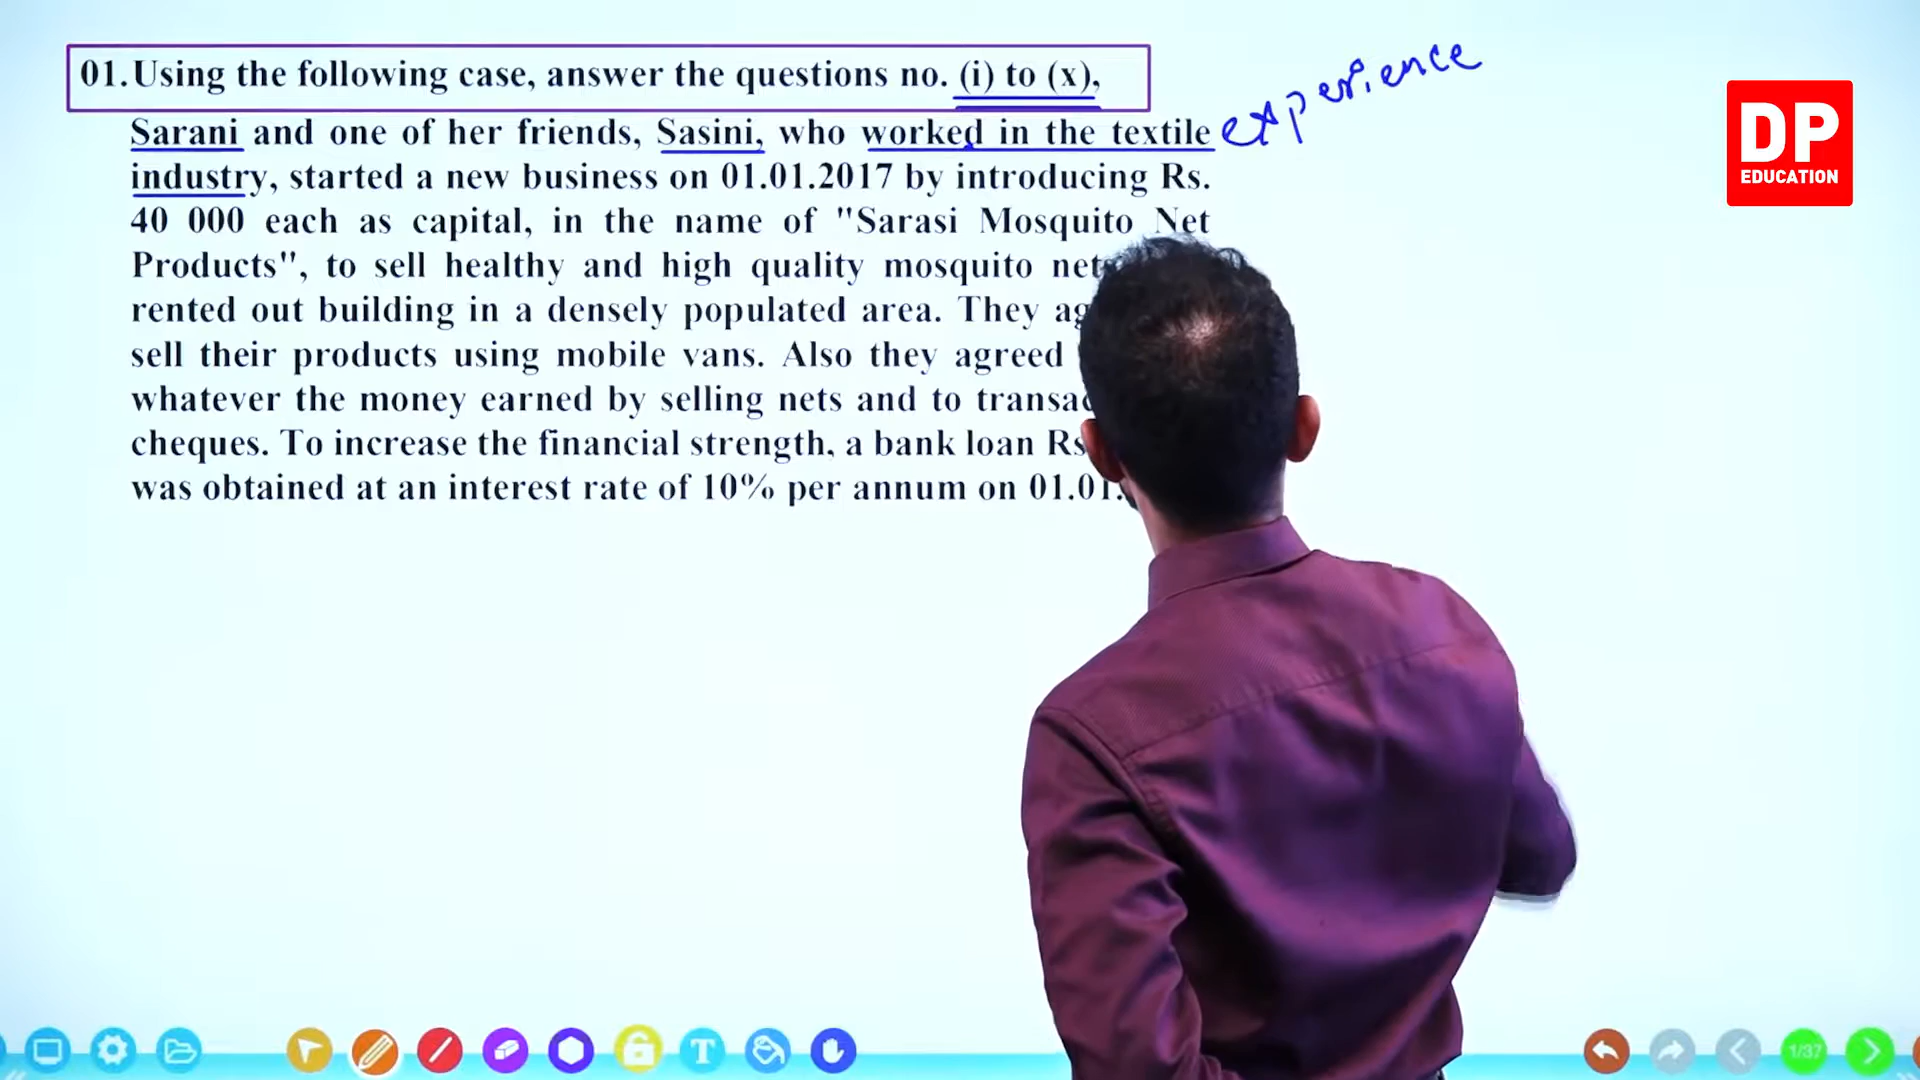 01. Using the following case, answer the questions no. (i) to (x),
Sarani and one of her friends, Sasini, who worked in the textile experience
industry, started a new business on 01.01.2017 by introducing Rs.
40 000 each as capital, in the name of "Sarasi Mosquito Net
Products", to sell healthy and high quality mosquito
rented out building in a densely populated area. They
sell their products using mobile vans. Also they agreed
whatever the money earned by selling nets and to
cheques. To increase the financial strength, a bank loan Rs
was obtained at an interest rate of 10% per annum on 01.01.
DP
EDUCATION
T
1/37